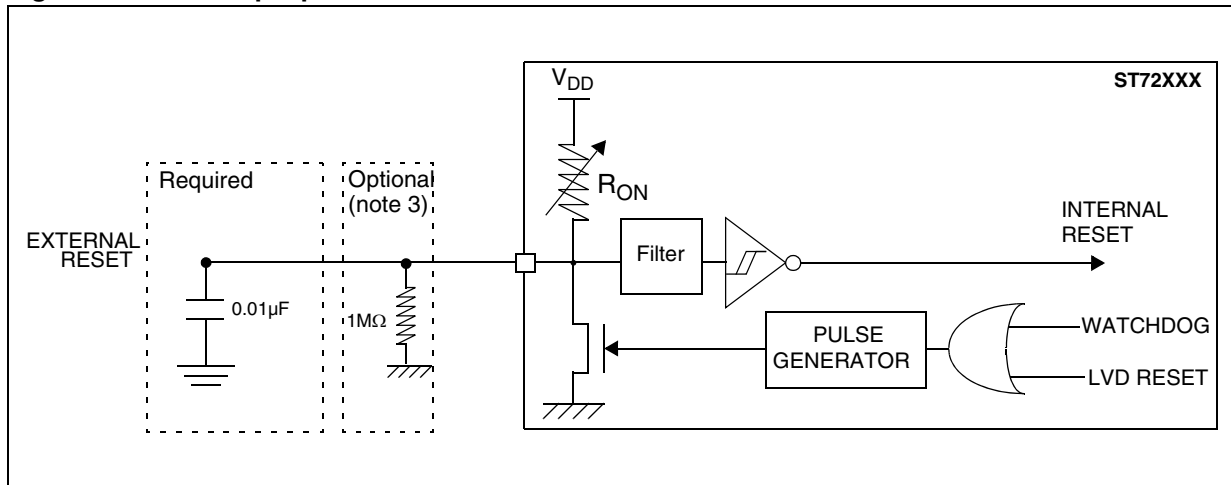 ST72XXX
VDD
RON
Required
Optional
(note 3)
EXTERNAL
RESET
0.01µF
1MΩ
Filter
INTERNAL
RESET
PULSE
GENERATOR
WATCHDOG
LVD RESET